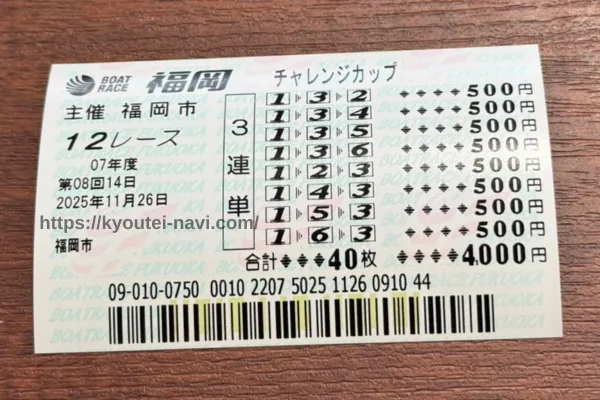 BOAT RACE 福岡 チャレンジカップ
主催 福岡市
12レース
07年度
第08回14日
2025年11月26日
https://kyoutei-navi.com/
福岡市
3連単
1 3 2 500円
1 3 4 500円
1 3 5 500円
1 3 6 500円
1 2 3 500円
1 4 3 500円
1 5 3 500円
1 6 3 500円
合計 40枚 4,000円
09-010-0750 0010 2207 5025 1126 0910 44
BOATRACE FUKUOKA